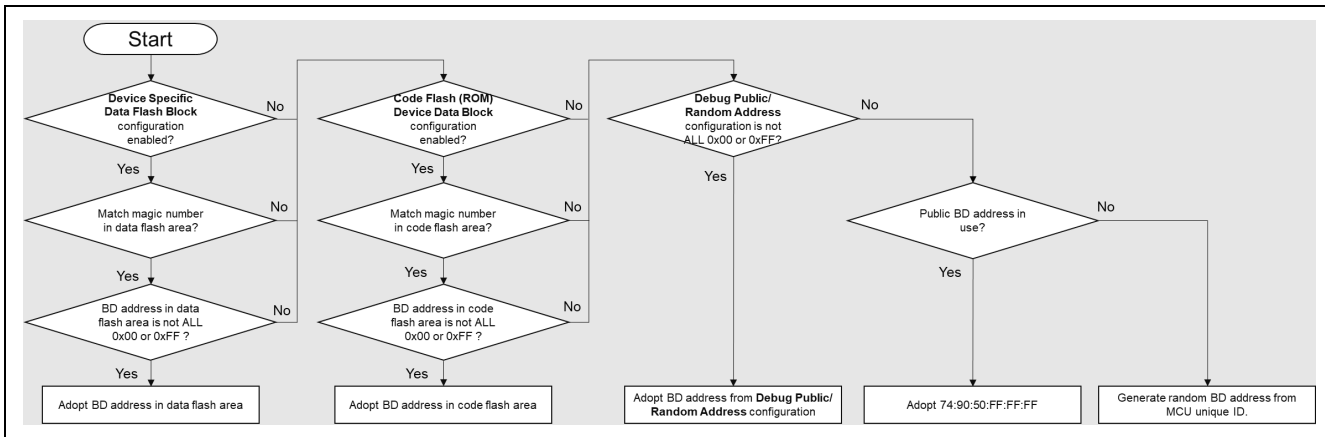 Start
Device Specific
Data Flash Block
configuration
enabled?
No
Yes
Match magic number
in data flash area?
No
Yes
BD address in data
flash area is not ALL
0x00 or 0xFF ?
No
Yes
Adopt BD address in data flash area
Code Flash (ROM)
Device Data Block
configuration
enabled?
No
Yes
Match magic number
in code flash area?
No
Yes
BD address in code
flash area is not ALL
0x00 or 0xFF ?
No
Yes
Adopt BD address in code flash area
Debug Public/
Random Address
configuration is not
ALL 0x00 or 0xFF?
No
Yes
Adopt BD address from Debug Public/
Random Address configuration
Public BD address in
use?
No
Yes
Adopt 74:90:50:FF:FF:FF
Generate random BD address from
MCU unique ID.